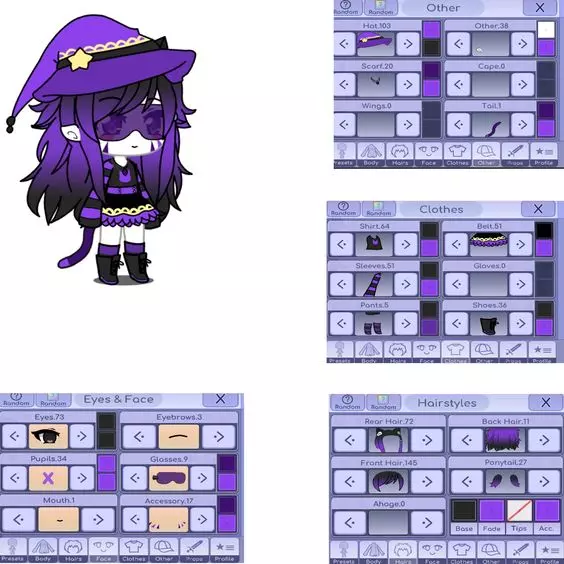 Random Random Other X
Hat.103 Other.38
Scarf.20 Cape.0
Wings.0 Tail.1
Presets Body Hairs Face Clothes Other Props Profile
Random Random Clothes X
Shirt.64 Belt.51
Sleeves.51 Gloves.0
Pants.5 Shoes.36
Presets Body Hairs Face Clothes Other Props Profile
Random Random Eyes & Face X
Eyes.73 Eyebrows.3
Pupils.34 Glasses.9
Mouth.1 Accessory.17
Presets Body Hairs Face Clothes Other Props Profile
Random Random Hairstyles X
Rear Hair.72 Back Hair.11
Front Hair.145 Ponytail.27
Ahoge.0
Base Fade Tips Acc.
Presets Body Hairs Face Clothes Other Props Profile